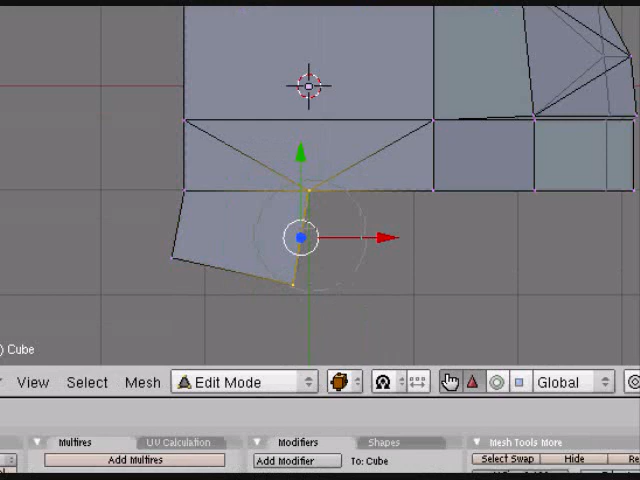 ) Cube
View Select Mesh Edit Mode Global
Multires UV Calculation Modifiers Shapes Mesh Tools More
Add Multires Add Modifier To: Cube Select Swap Hide Re